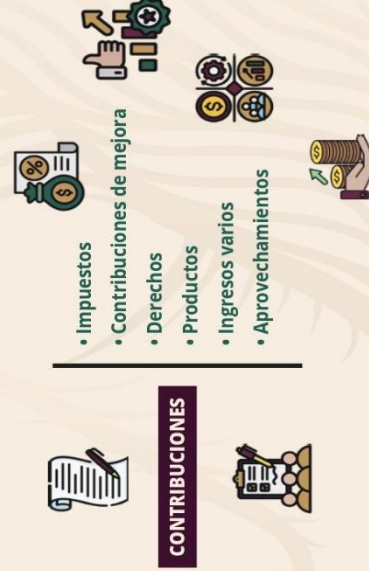 CONTRIBUCIONES
• Impuestos
• Contribuciones de mejora
• Derechos
• Productos
• Ingresos varios
• Aprovechamientos